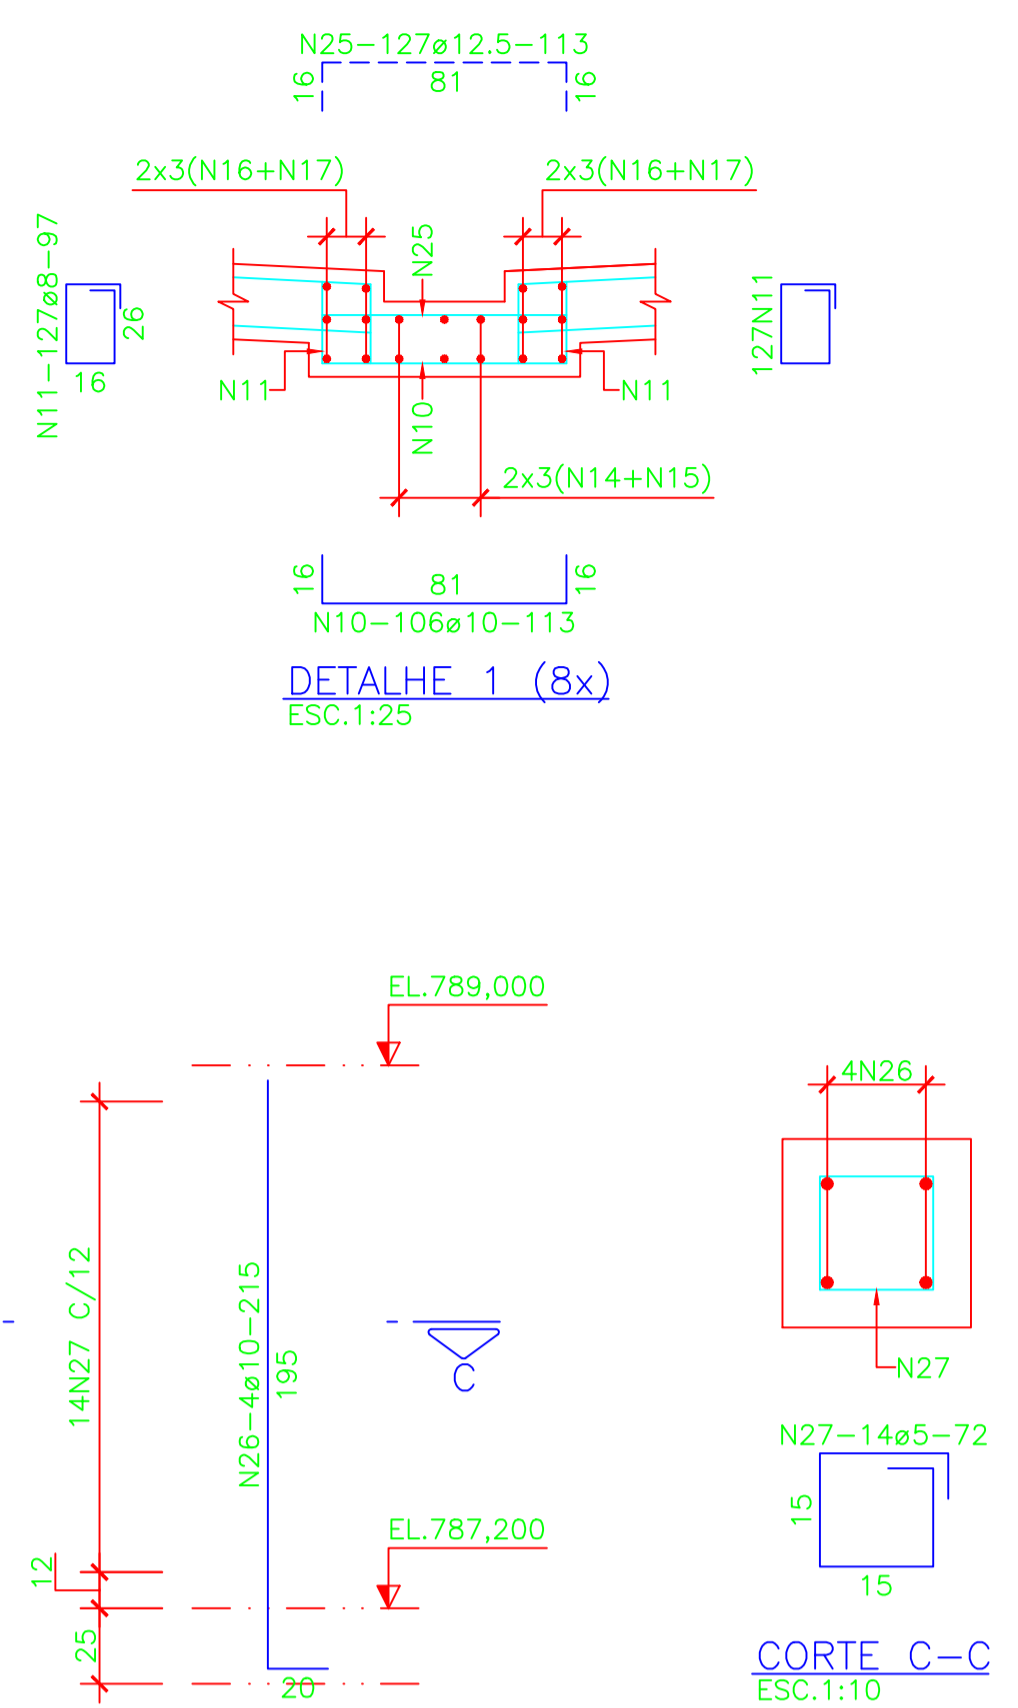 N25-127ø12.5-113
16
81
16
2x3(N16+N17)
2x3(N16+N17)
N25
N11-127ø8-97
26
16
127N11
N11
N11
N10
2x3(N14+N15)
16
81
16
N10-106ø10-113
DETALHE 1 (8x)
ESC.1:25
EL.789,000
4N26
14N27 C/12
N26-4ø10-215
195
C
N27
N27-14ø5-72
15
15
EL.787,200
12
25
20
CORTE C-C
ESC.1:10